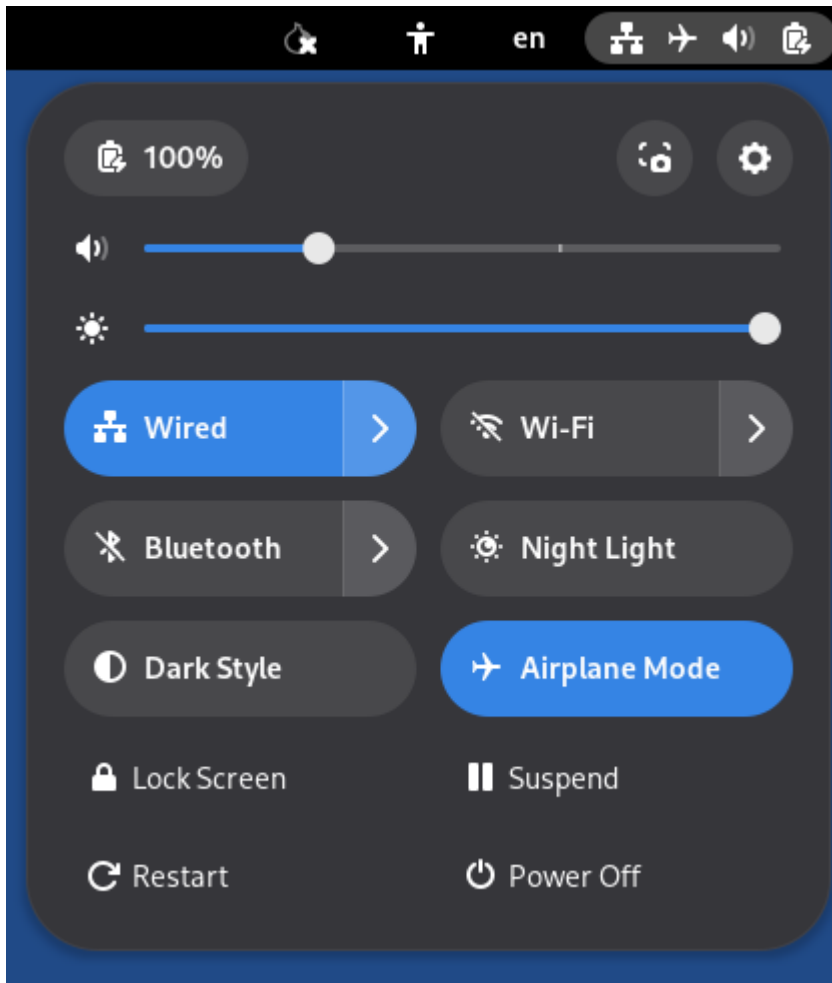 en
100%
Wired
Wi-Fi
Bluetooth
Night Light
Dark Style
Airplane Mode
Lock Screen
Suspend
Restart
Power Off